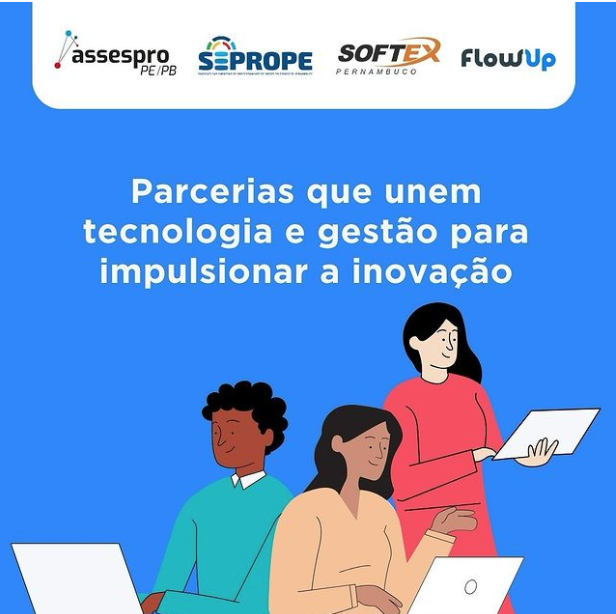 assespro
PE/PB
SEPROPE
SOFTEX
PERNAMBUCO
FlowUp
Parcerias que unem
tecnologia e gestão para
impulsionar a inovação